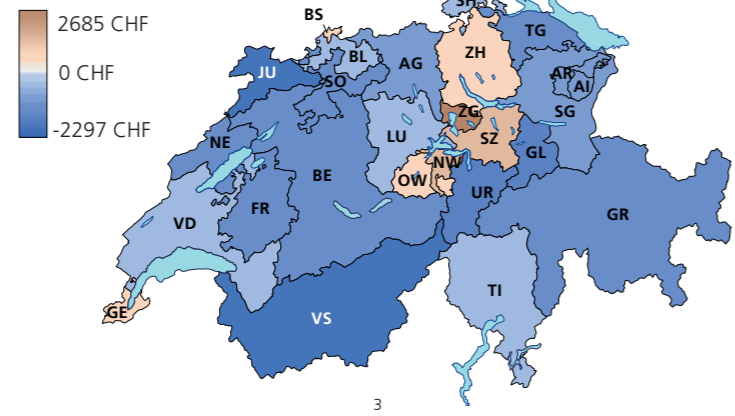 SH
BS
2685 CHF
TG
ZH
BL
AG
0 CHF
JU
AR
SO
AI
ZG
SG
-2297 CHF
LU
SZ
NE
GL
NW
BE
OW
UR
FR
GR
VD
TI
GE
VS
3